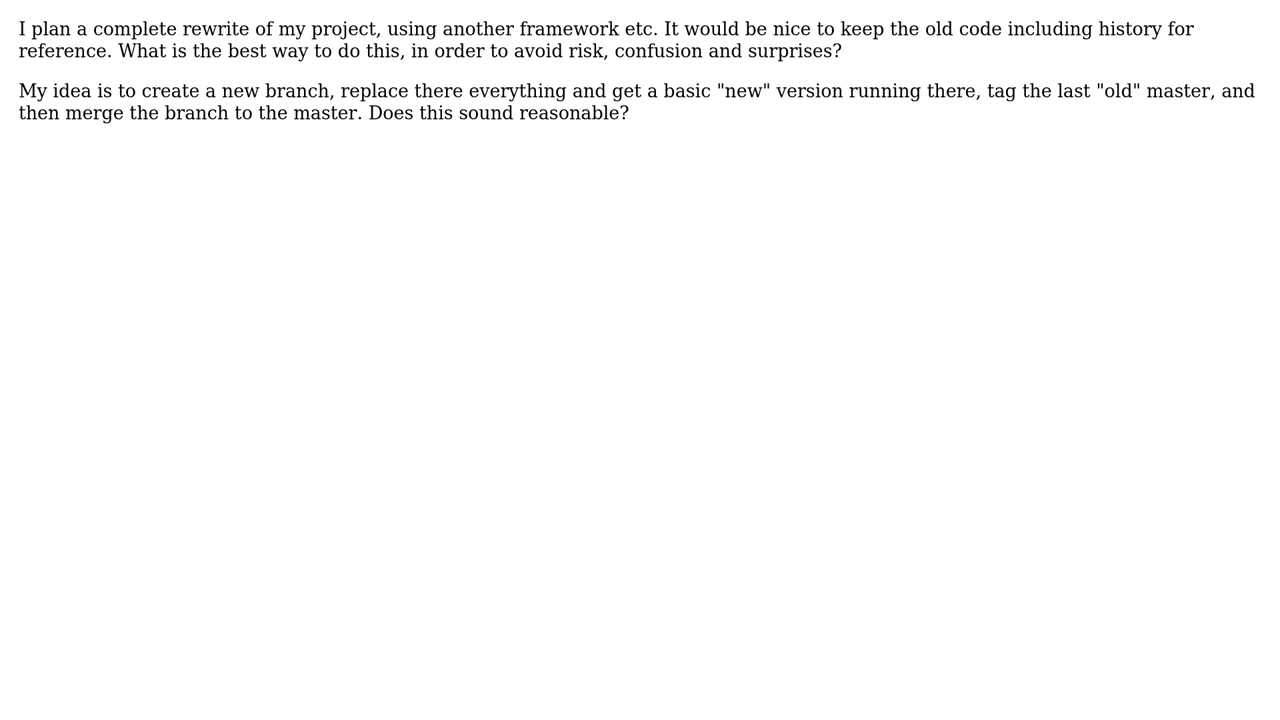 I plan a complete rewrite of my project, using another framework etc. It would be nice to keep the old code including history for
reference. What is the best way to do this, in order to avoid risk, confusion and surprises?
My idea is to create a new branch, replace there everything and get a basic "new" version running there, tag the last "old" master, and
then merge the branch to the master. Does this sound reasonable?